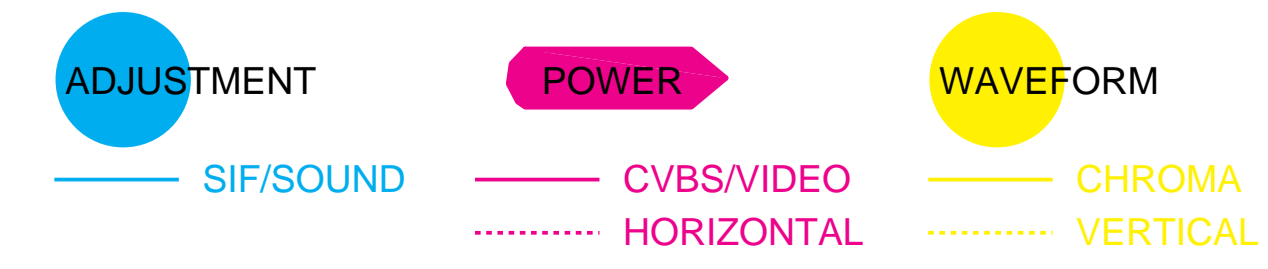 ADJUSTMENT POWER WAVEFORM
SIF/SOUND CVBS/VIDEO CHROMA
HORIZONTAL VERTICAL